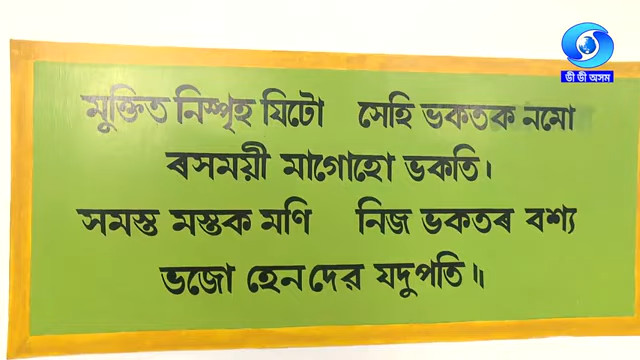 ডী ডী অসম
মুক্তিত নিস্পৃহ যিটো সেহি ভকতক নমো
ৰসময়ী মাগোহো ভকতি।
সমস্ত মস্তক মণি নিজ ভকতৰ বশ্য
ভজো হেন দেৱ যদুপতি॥